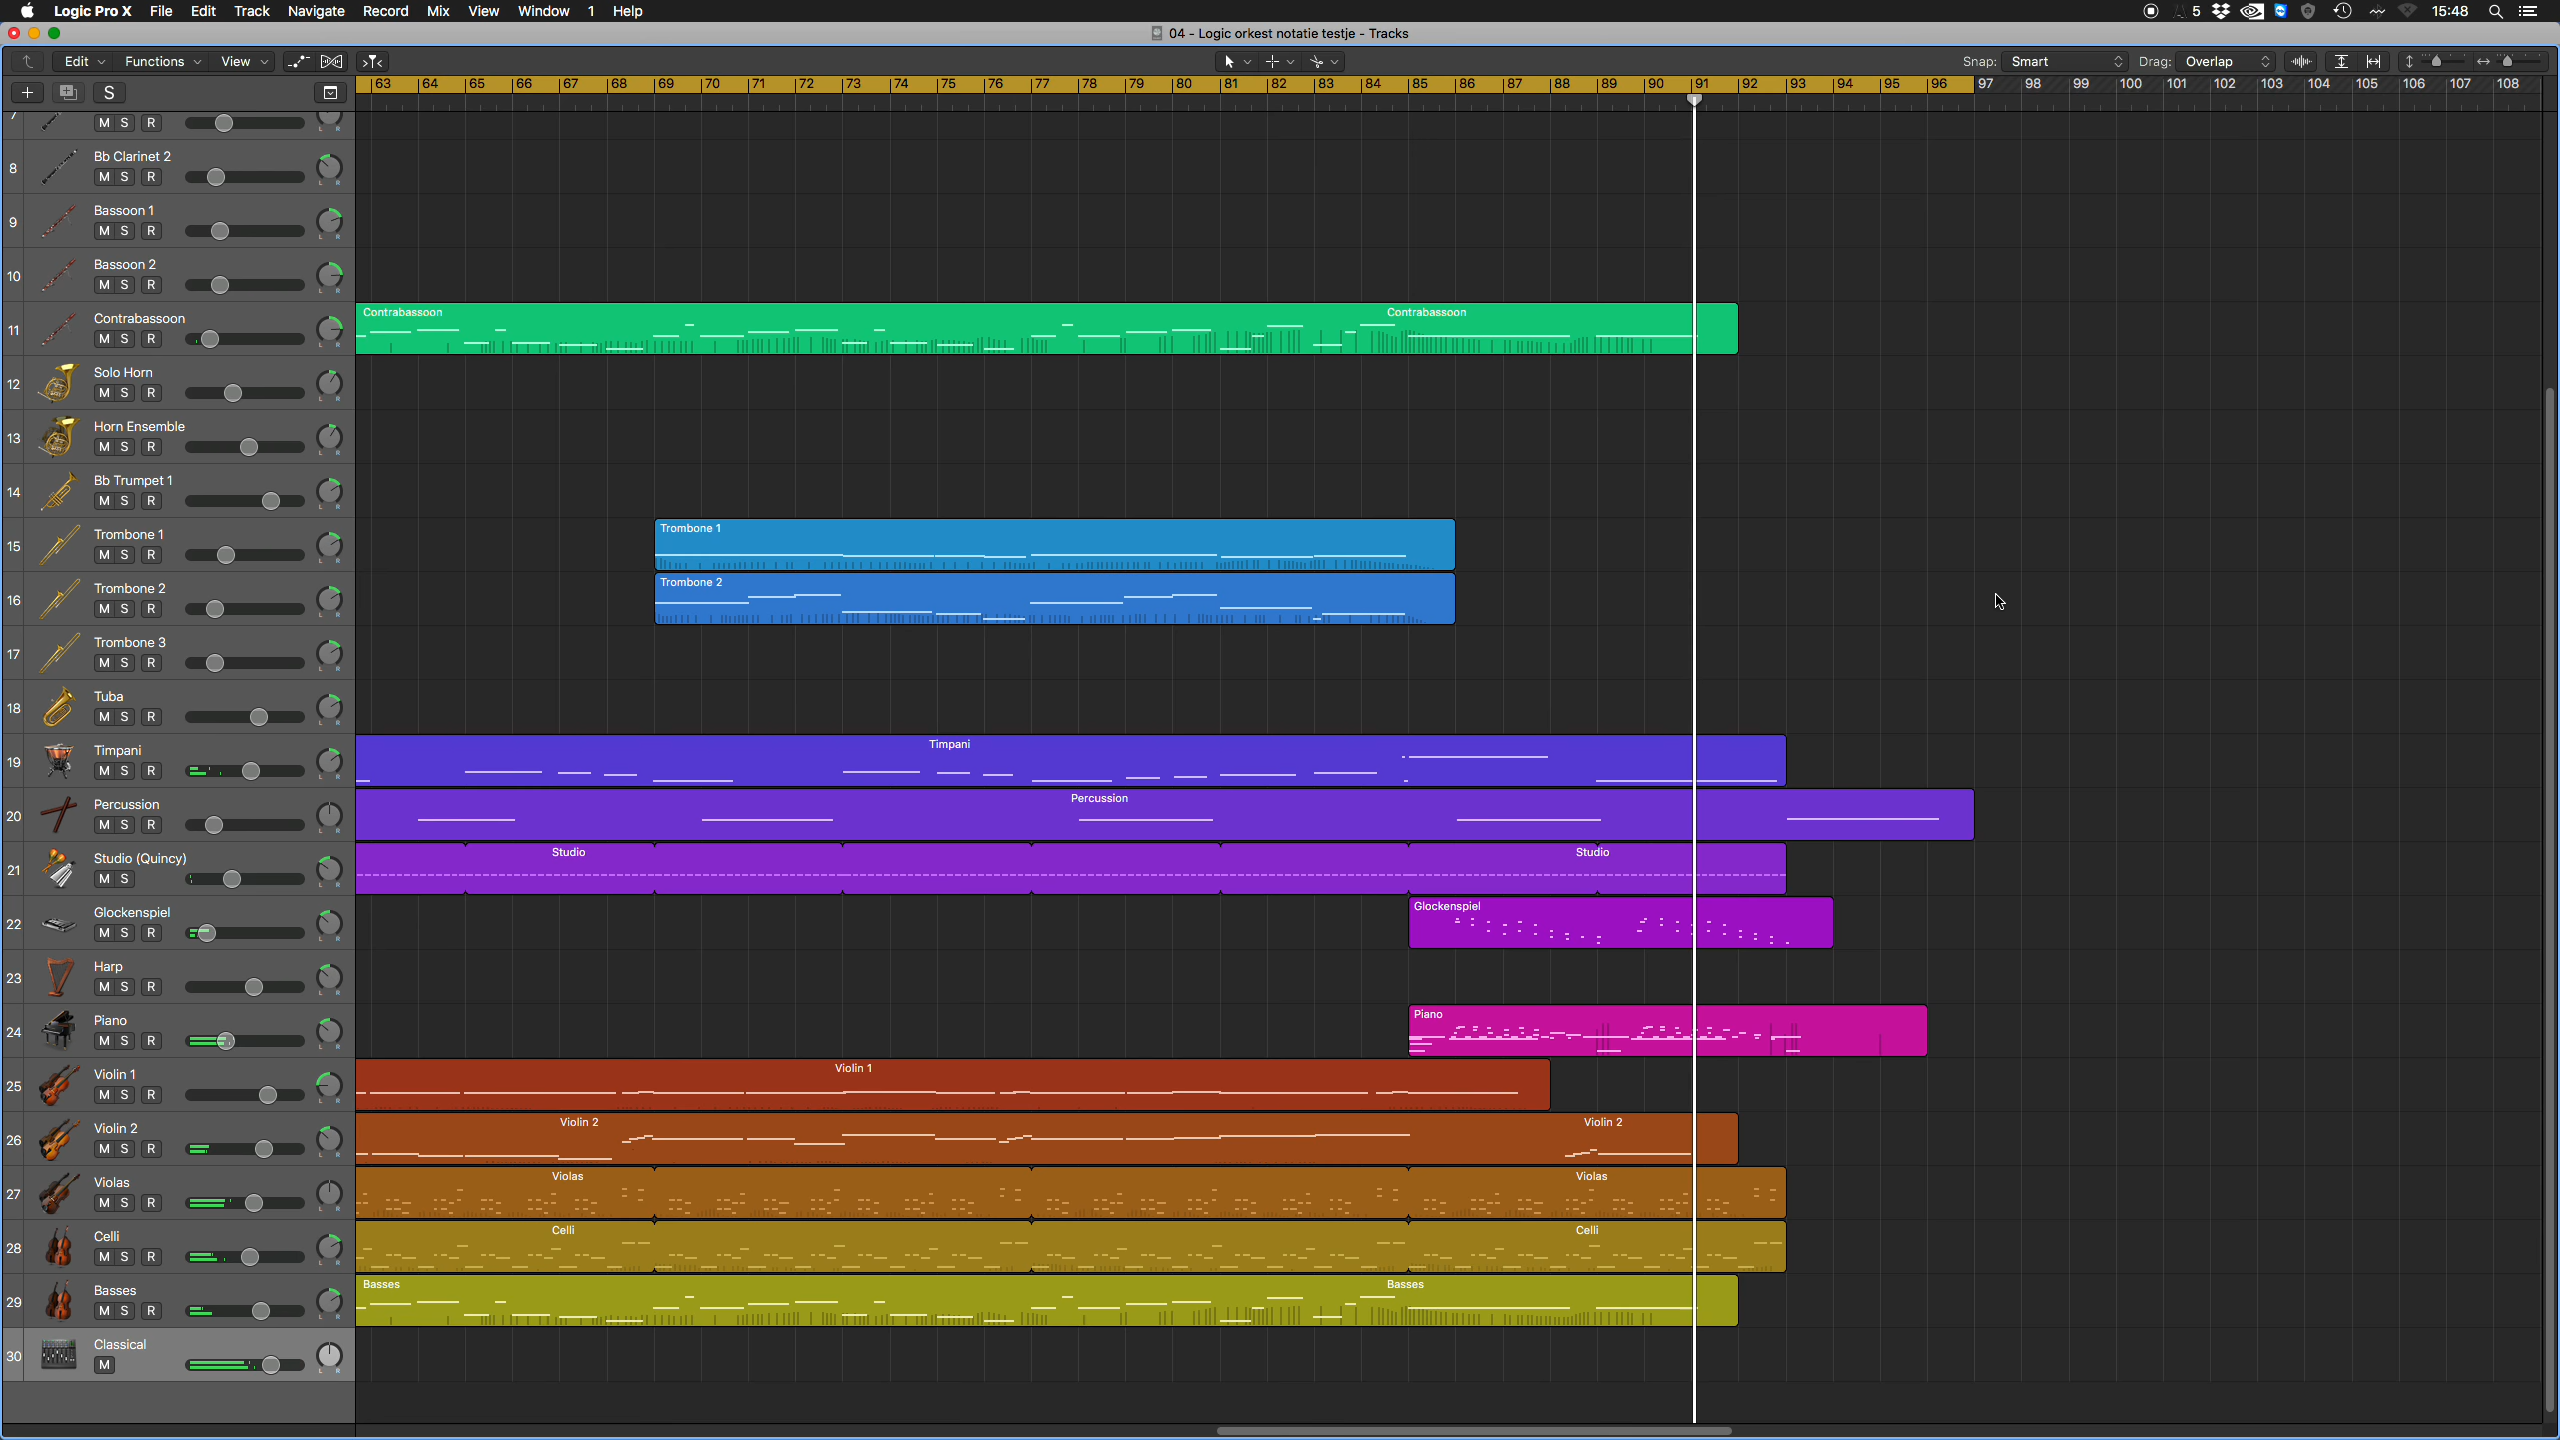 Logic Pro X File Edit Track Navigate Record Mix View Window 1 Help 5 15:48
04 - Logic orkest notatie testje - Tracks
Edit Functions View Snap: Smart Drag: Overlap
S 63 64 65 66 67 68 69 70 71 72 73 74 75 76 77 78 79 80 81 82 83 84 85 86 87 88 89 90 91 92 93 94 95 96 97 98 99 100 101 102 103 104 105 106 107 108
7 M S R L R
8 Bb Clarinet 2 M S R L R
9 Bassoon 1 M S R L R
10 Bassoon 2 M S R L R
11 Contrabassoon M S R L R Contrabassoon Contrabassoon
12 Solo Horn M S R L R
13 Horn Ensemble M S R L R
14 Bb Trumpet 1 M S R L R
15 Trombone 1 M S R L R Trombone 1
16 Trombone 2 M S R L R Trombone 2
17 Trombone 3 M S R L R
18 Tuba M S R L R
19 Timpani M S R L R Timpani
20 Percussion M S R L R Percussion
21 Studio (Quincy) M S L R Studio Studio
22 Glockenspiel M S R L R Glockenspiel
23 Harp M S R L R
24 Piano M S R L R Piano
25 Violin 1 M S R L R Violin 1
26 Violin 2 M S R L R Violin 2 Violin 2
27 Violas M S R L R Violas Violas
28 Celli M S R L R Celli Celli
29 Basses M S R L R Basses Basses
30 Classical M L R